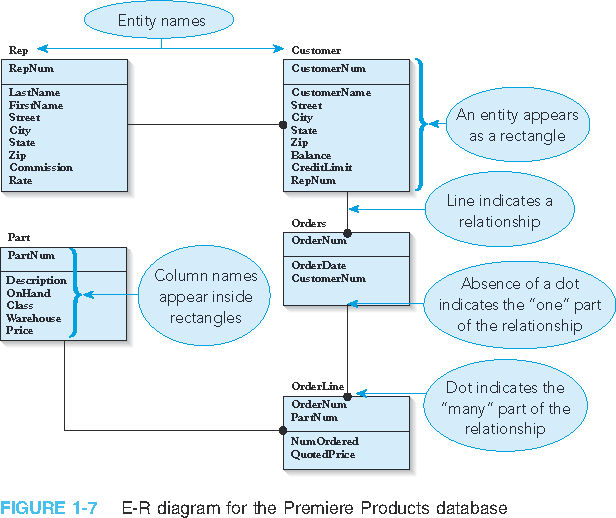 Entity names
Rep
RepNum
LastName
FirstName
Street
City
State
Zip
Commission
Rate
Customer
CustomerNum
CustomerName
Street
City
State
Zip
Balance
CreditLimit
RepNum
An entity appears
as a rectangle
Line indicates a
relationship
Orders
OrderNum
OrderDate
CustomerNum
Part
PartNum
Description
OnHand
Class
Warehouse
Price
Column names
appear inside
rectangles
Absence of a dot
indicates the “one” part
of the relationship
OrderLine
OrderNum
PartNum
NumOrdered
QuotedPrice
Dot indicates the
“many” part of the
relationship
FIGURE 1-7 E-R diagram for the Premiere Products database